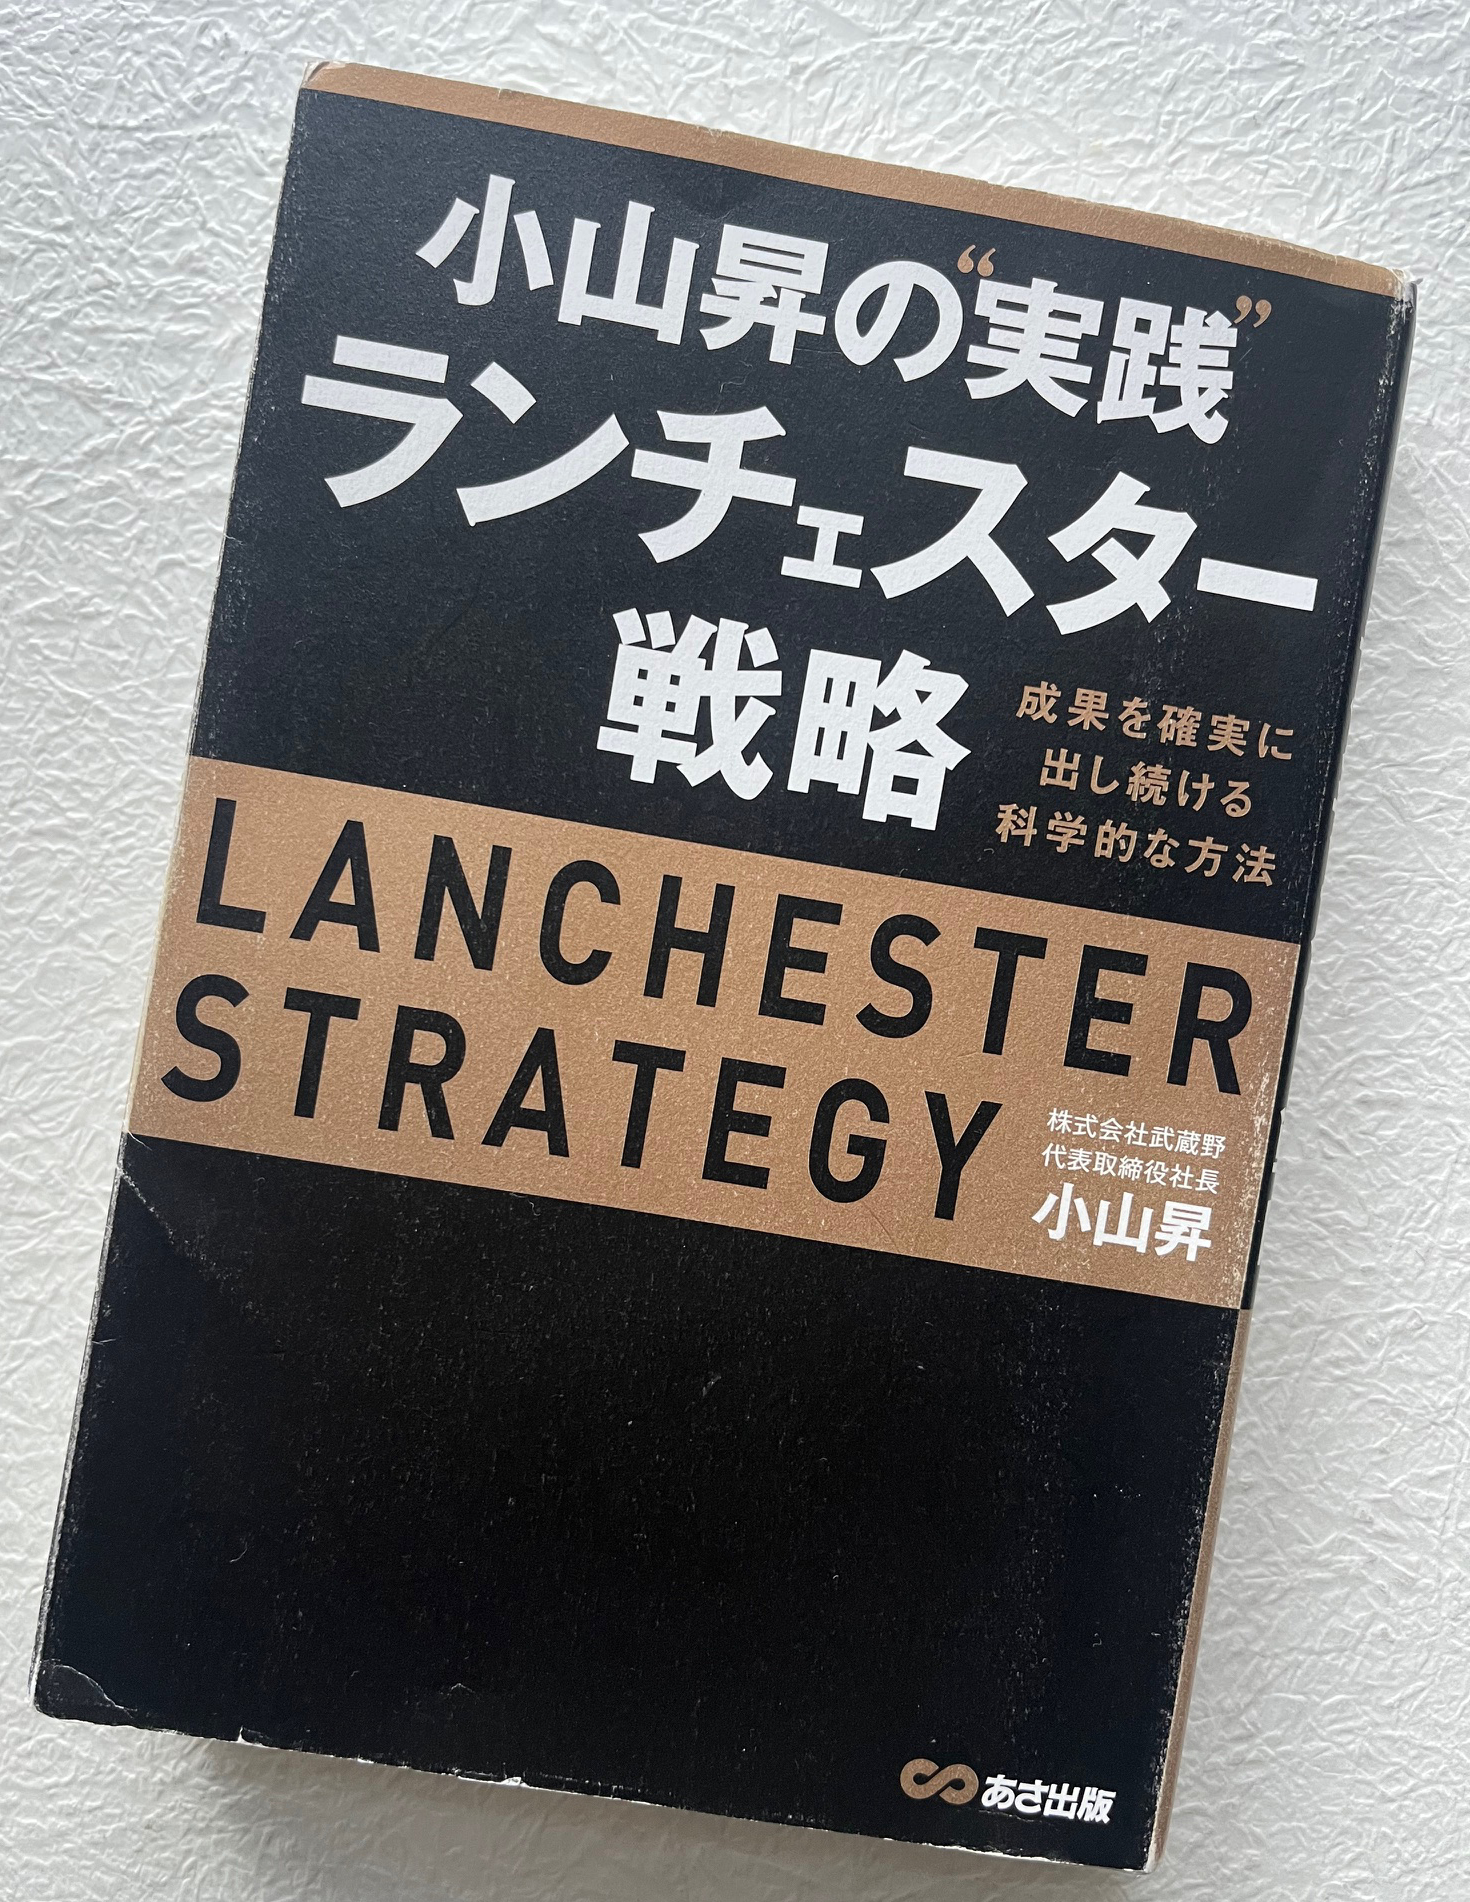 小山昇の“実践”
ランチェスター
戦略
成果を確実に
出し続ける
科学的な方法
LANCHESTER
STRATEGY
株式会社武蔵野
代表取締役社長
小山昇
あさ出版